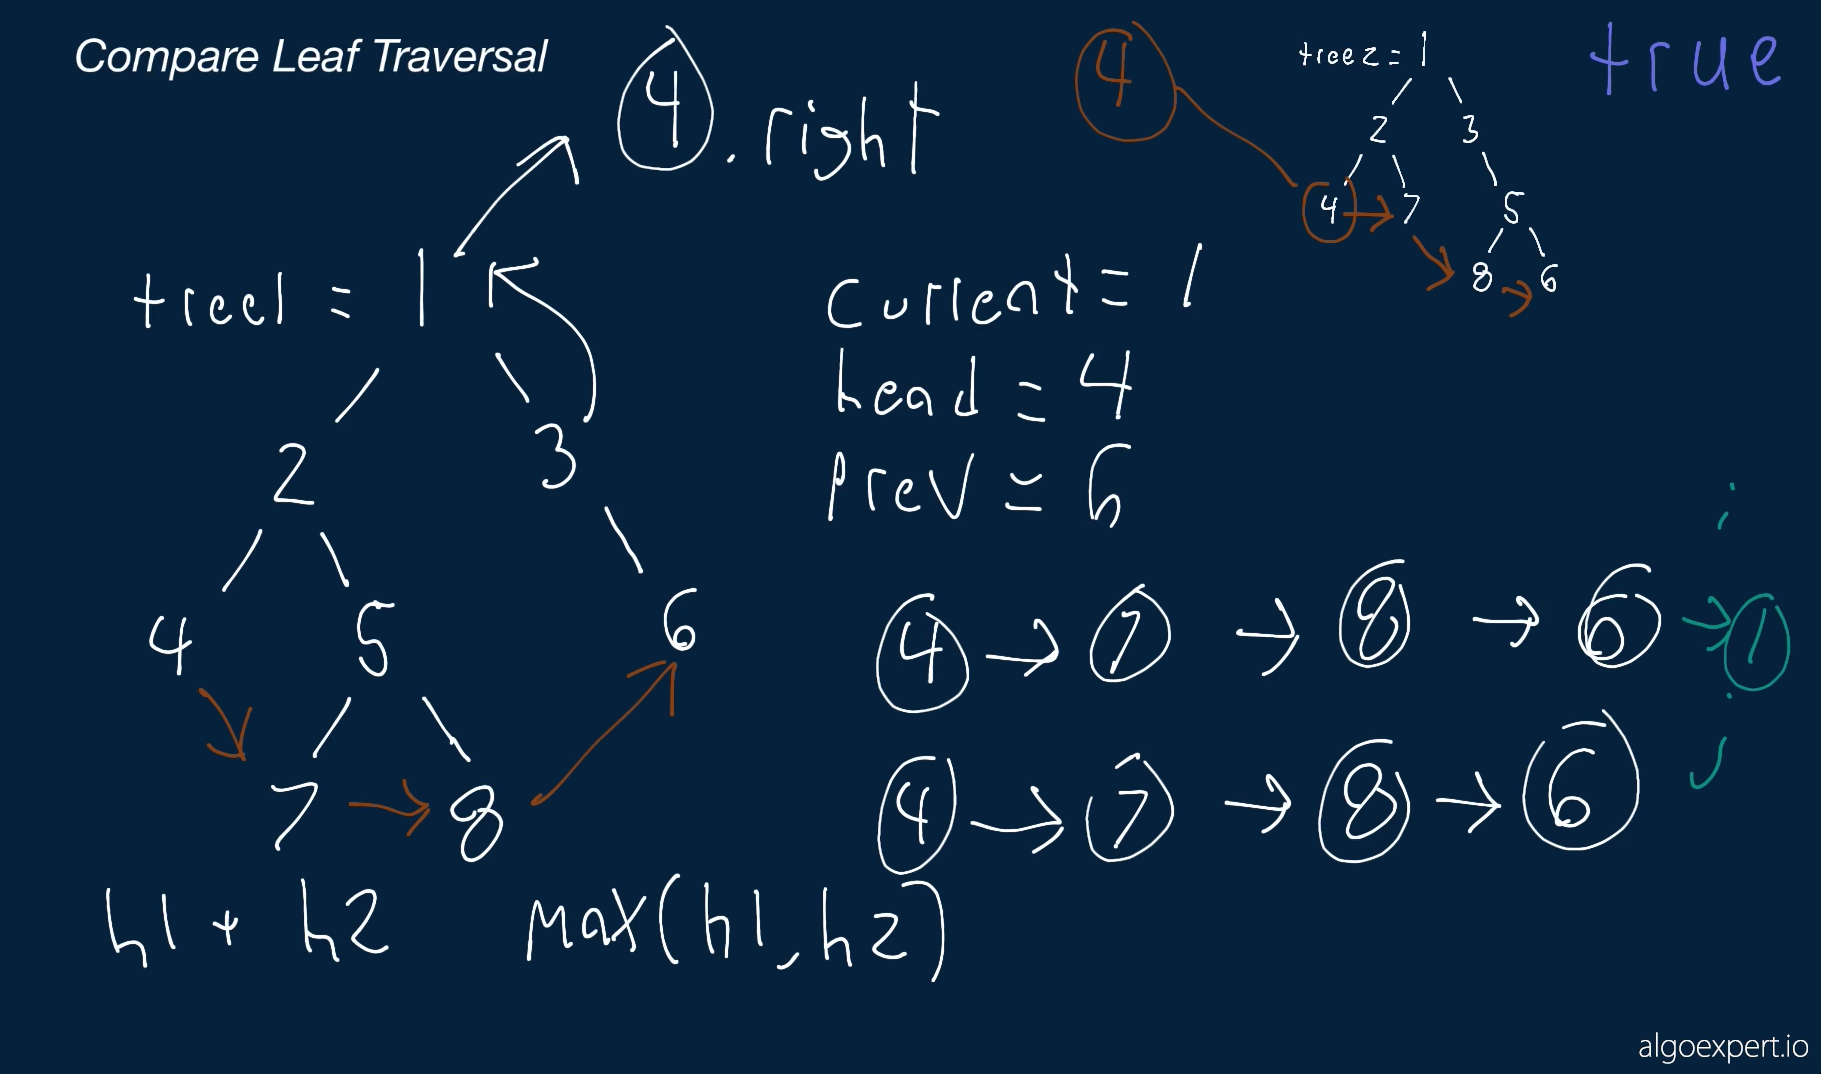 Compare Leaf Traversal
4 .right
4
tree2 = 1
2 3
4 7 5
8 6
true
tree1 = 1
2 3
4 5 6
7 8
current = 1
head = 4
prev = 6
4 → 7 → 8 → 6 → 1
4 → 7 → 8 → 6
h1 + h2 max(h1, h2)
algoexpert.io